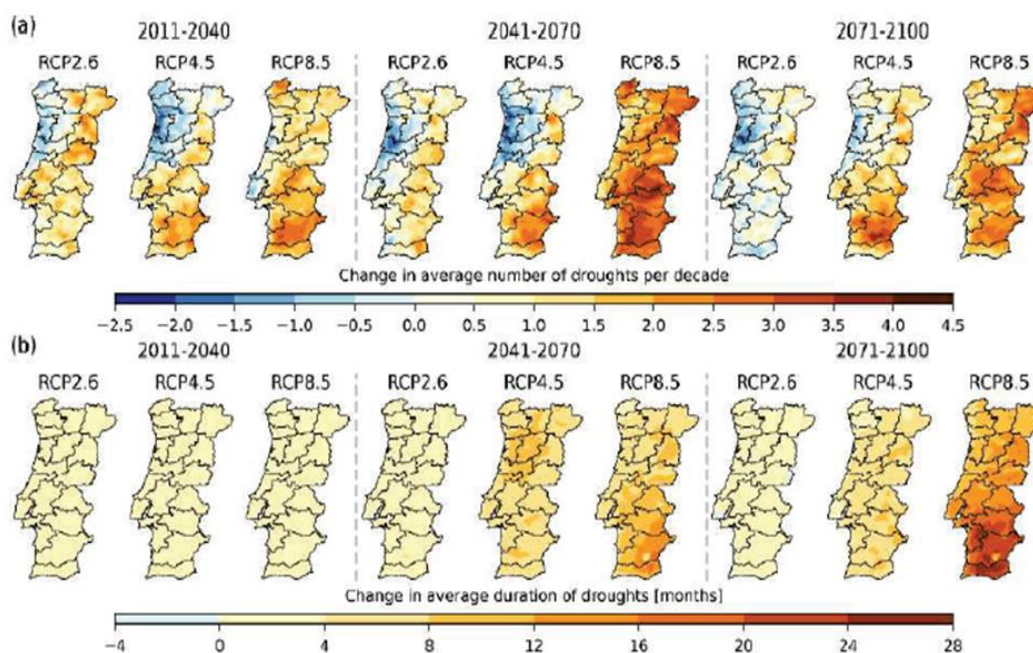 (a)
2011-2040 2041-2070 2071-2100
RCP2.6 RCP4.5 RCP8.5 RCP2.6 RCP4.5 RCP8.5 RCP2.6 RCP4.5 RCP8.5
Change in average number of droughts per decade
−2.5 −2.0 −1.5 −1.0 −0.5 0.0 0.5 1.0 1.5 2.0 2.5 3.0 3.5 4.0 4.5
(b)
2011-2040 2041-2070 2071-2100
RCP2.6 RCP4.5 RCP8.5 RCP2.6 RCP4.5 RCP8.5 RCP2.6 RCP4.5 RCP8.5
Change in average duration of droughts [months]
−4 0 4 8 12 16 20 24 28